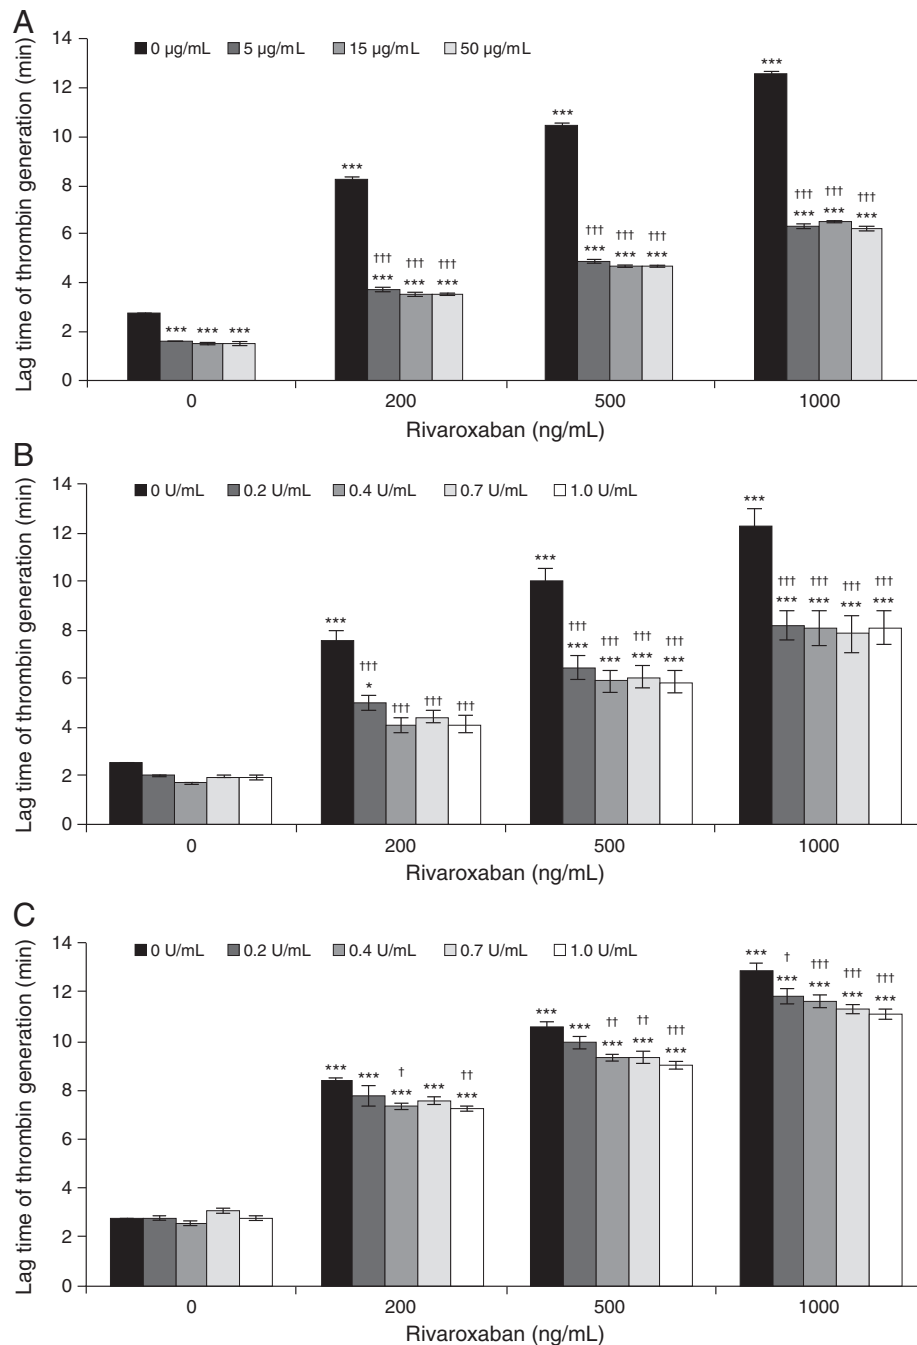 A
Lag time of thrombin generation (min)
0 µg/mL 5 µg/mL 15 µg/mL 50 µg/mL
14
12
10
8
6
4
2
0
*** *** *** ***
††† ††† ††† ††† ††† ††† ††† ††† †††
*** *** *** *** *** *** *** *** *** *** *** ***
0 200 500 1000
Rivaroxaban (ng/mL)
B
Lag time of thrombin generation (min)
0 U/mL 0.2 U/mL 0.4 U/mL 0.7 U/mL 1.0 U/mL
14
12
10
8
6
4
2
0
*** *** ***
††† ††† ††† ††† ††† ††† ††† ††† ††† ††† ††† †††
* *** *** *** *** *** *** *** ***
0 200 500 1000
Rivaroxaban (ng/mL)
C
Lag time of thrombin generation (min)
0 U/mL 0.2 U/mL 0.4 U/mL 0.7 U/mL 1.0 U/mL
14
12
10
8
6
4
2
0
† †† †† †† ††† † ††† ††† †††
*** *** *** *** *** *** *** *** *** *** *** *** *** *** ***
0 200 500 1000
Rivaroxaban (ng/mL)